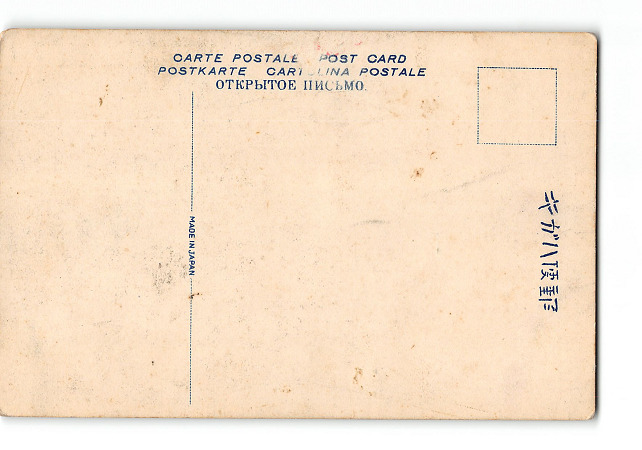 CARTE POSTALE POST CARD
POSTKARTE CARTOLINA POSTALE
ОТКРЫТОЕ ПИСЬМО.
MADE IN JAPAN
郵便ハガキ